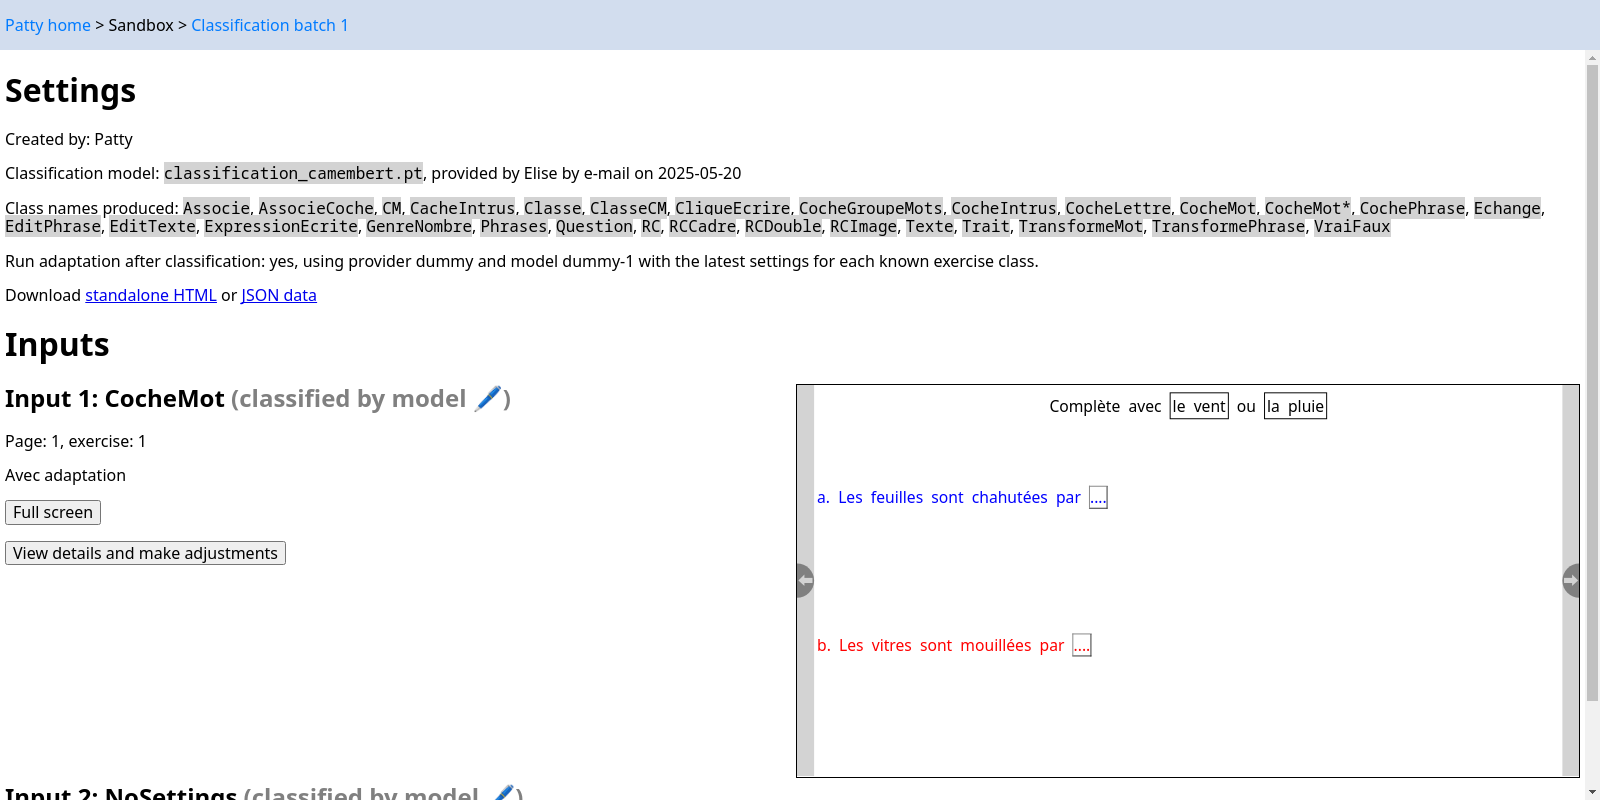 Patty home > Sandbox > Classification batch 1
Settings
Created by: Patty
Classification model: classification_camembert.pt, provided by Elise by e-mail on 2025-05-20
Class names produced: Associe, AssocieCoche, CM, CacheIntrus, Classe, ClasseCM, CliqueEcrire, CocheGroupeMots, CocheIntrus, CocheLettre, CocheMot, CocheMot*, CochePhrase, Echange,
EditPhrase, EditTexte, ExpressionEcrite, GenreNombre, Phrases, Question, RC, RCCadre, RCDouble, RCImage, Texte, Trait, TransformeMot, TransformePhrase, VraiFaux
Run adaptation after classification: yes, using provider dummy and model dummy-1 with the latest settings for each known exercise class.
Download standalone HTML or JSON data
Inputs
Input 1: CocheMot (classified by model 🖊️)
Page: 1, exercise: 1
Avec adaptation
Full screen
View details and make adjustments
Complète avec le vent ou la pluie
a. Les feuilles sont chahutées par ....
b. Les vitres sont mouillées par ....
Input 2: NoSettings (classified by model 🖊️)